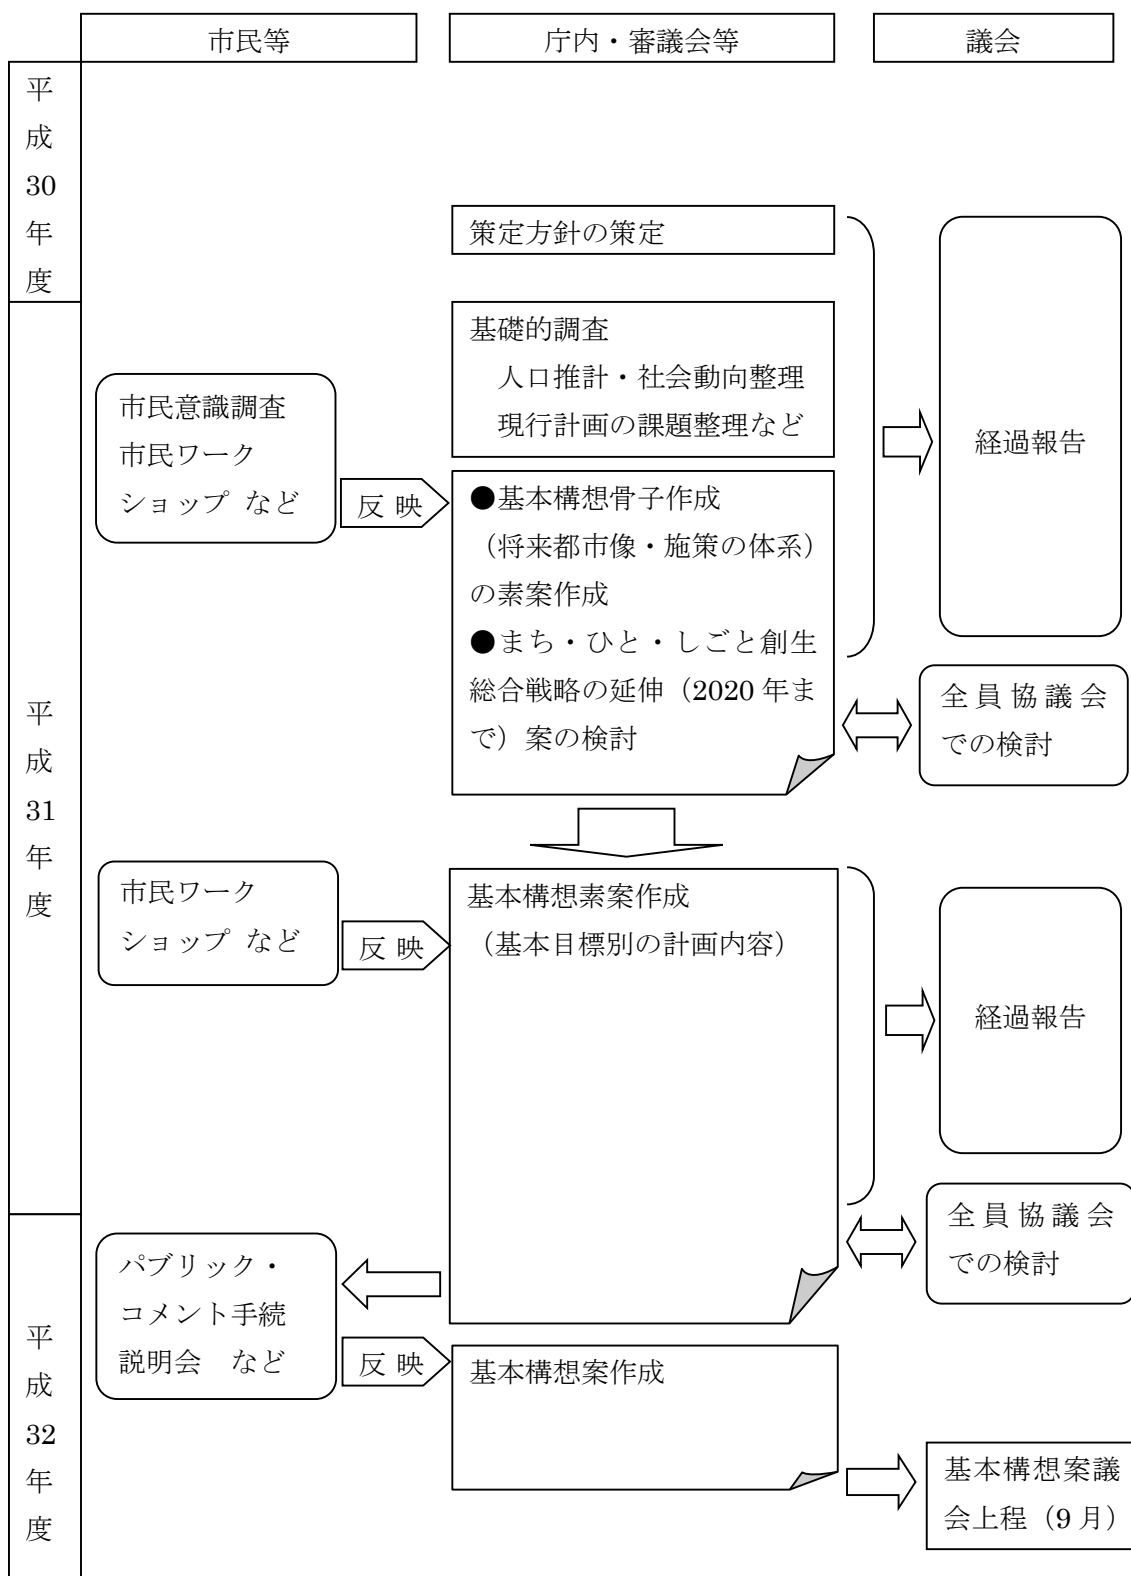 市民等
庁内・審議会等
議会
平成30年度
策定方針の策定
基礎的調査
人口推計・社会動向整理
現行計画の課題整理など
市民意識調査
市民ワーク
ショップ など
反映
●基本構想骨子作成
（将来都市像・施策の体系）
の素案作成
●まち・ひと・しごと創生
総合戦略の延伸（2020 年ま
で）案の検討
経過報告
全員協議会
での検討
平成31年度
市民ワーク
ショップ など
反映
基本構想素案作成
（基本目標別の計画内容）
経過報告
全員協議会
での検討
平成32年度
パブリック・
コメント手続
説明会　など
反映
基本構想案作成
基本構想案議
会上程（9 月）